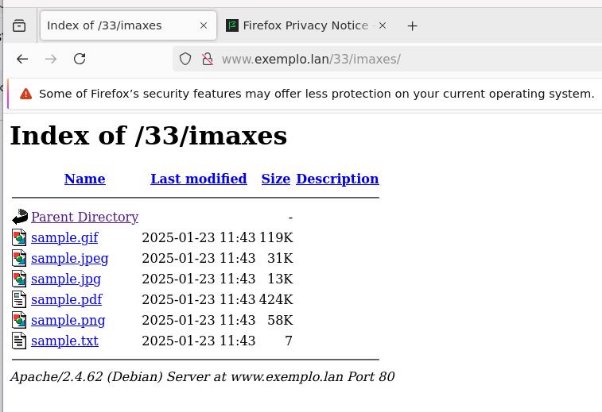 Index of /33/imaxes
Firefox Privacy Notice
www.exemplo.lan/33/imaxes/
Some of Firefox’s security features may offer less protection on your current operating system.
Index of /33/imaxes
Name Last modified Size Description
Parent Directory -
sample.gif 2025-01-23 11:43 119K
sample.jpeg 2025-01-23 11:43 31K
sample.jpg 2025-01-23 11:43 13K
sample.pdf 2025-01-23 11:43 424K
sample.png 2025-01-23 11:43 58K
sample.txt 2025-01-23 11:43 7
Apache/2.4.62 (Debian) Server at www.exemplo.lan Port 80